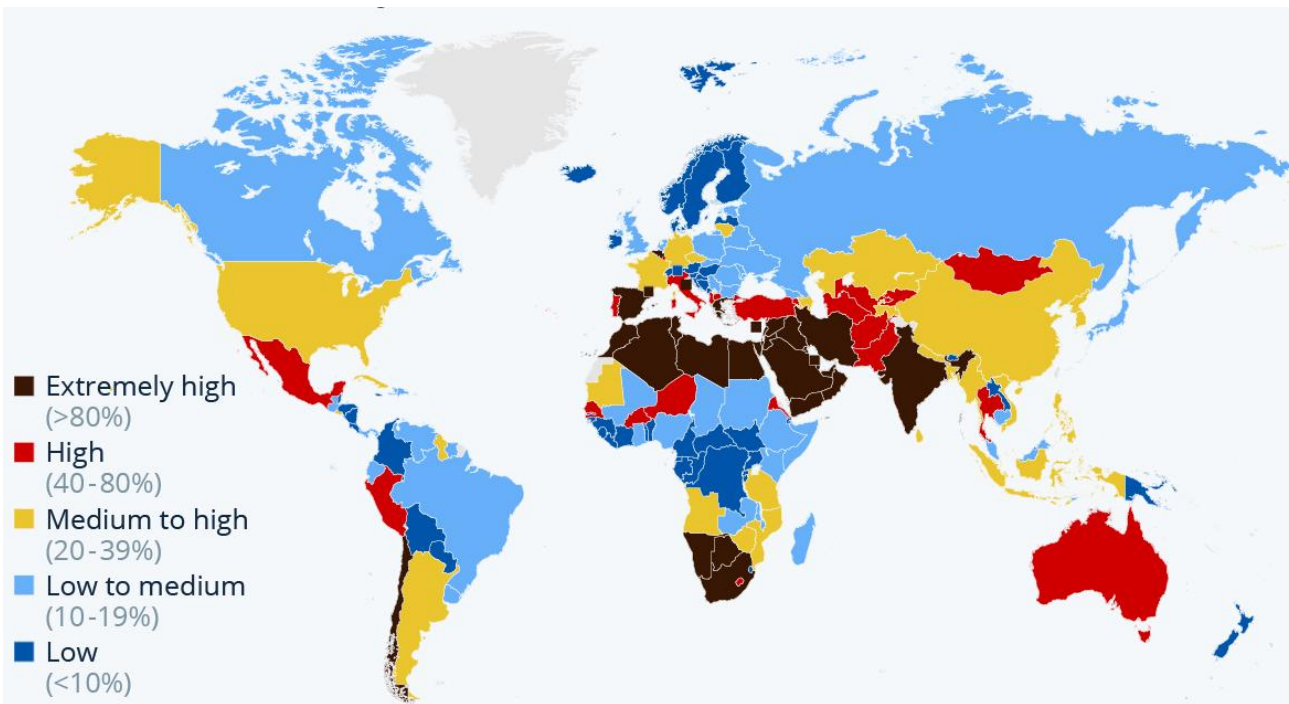 Extremely high
(>80%)
High
(40-80%)
Medium to high
(20-39%)
Low to medium
(10-19%)
Low
(<10%)